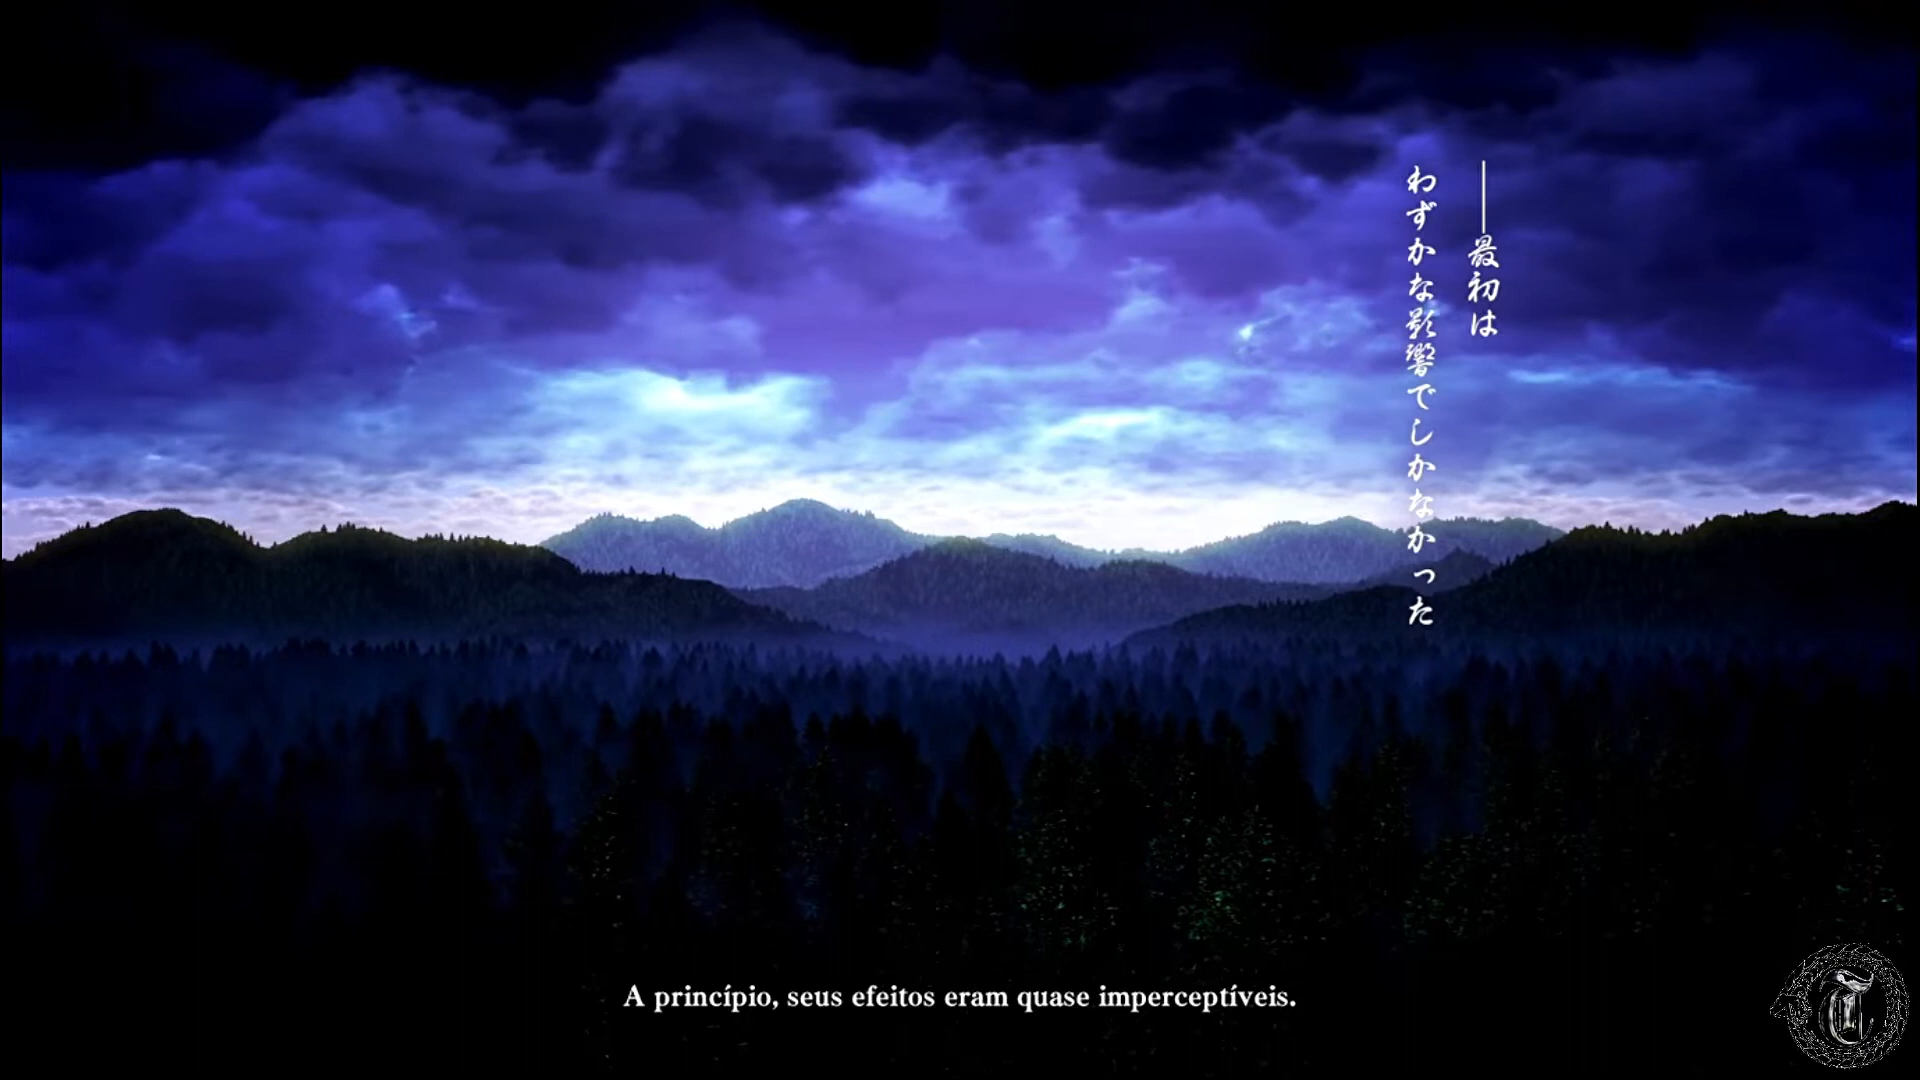 ――最初は
わずかな影響でしかなかった
A princípio, seus efeitos eram quase imperceptíveis.